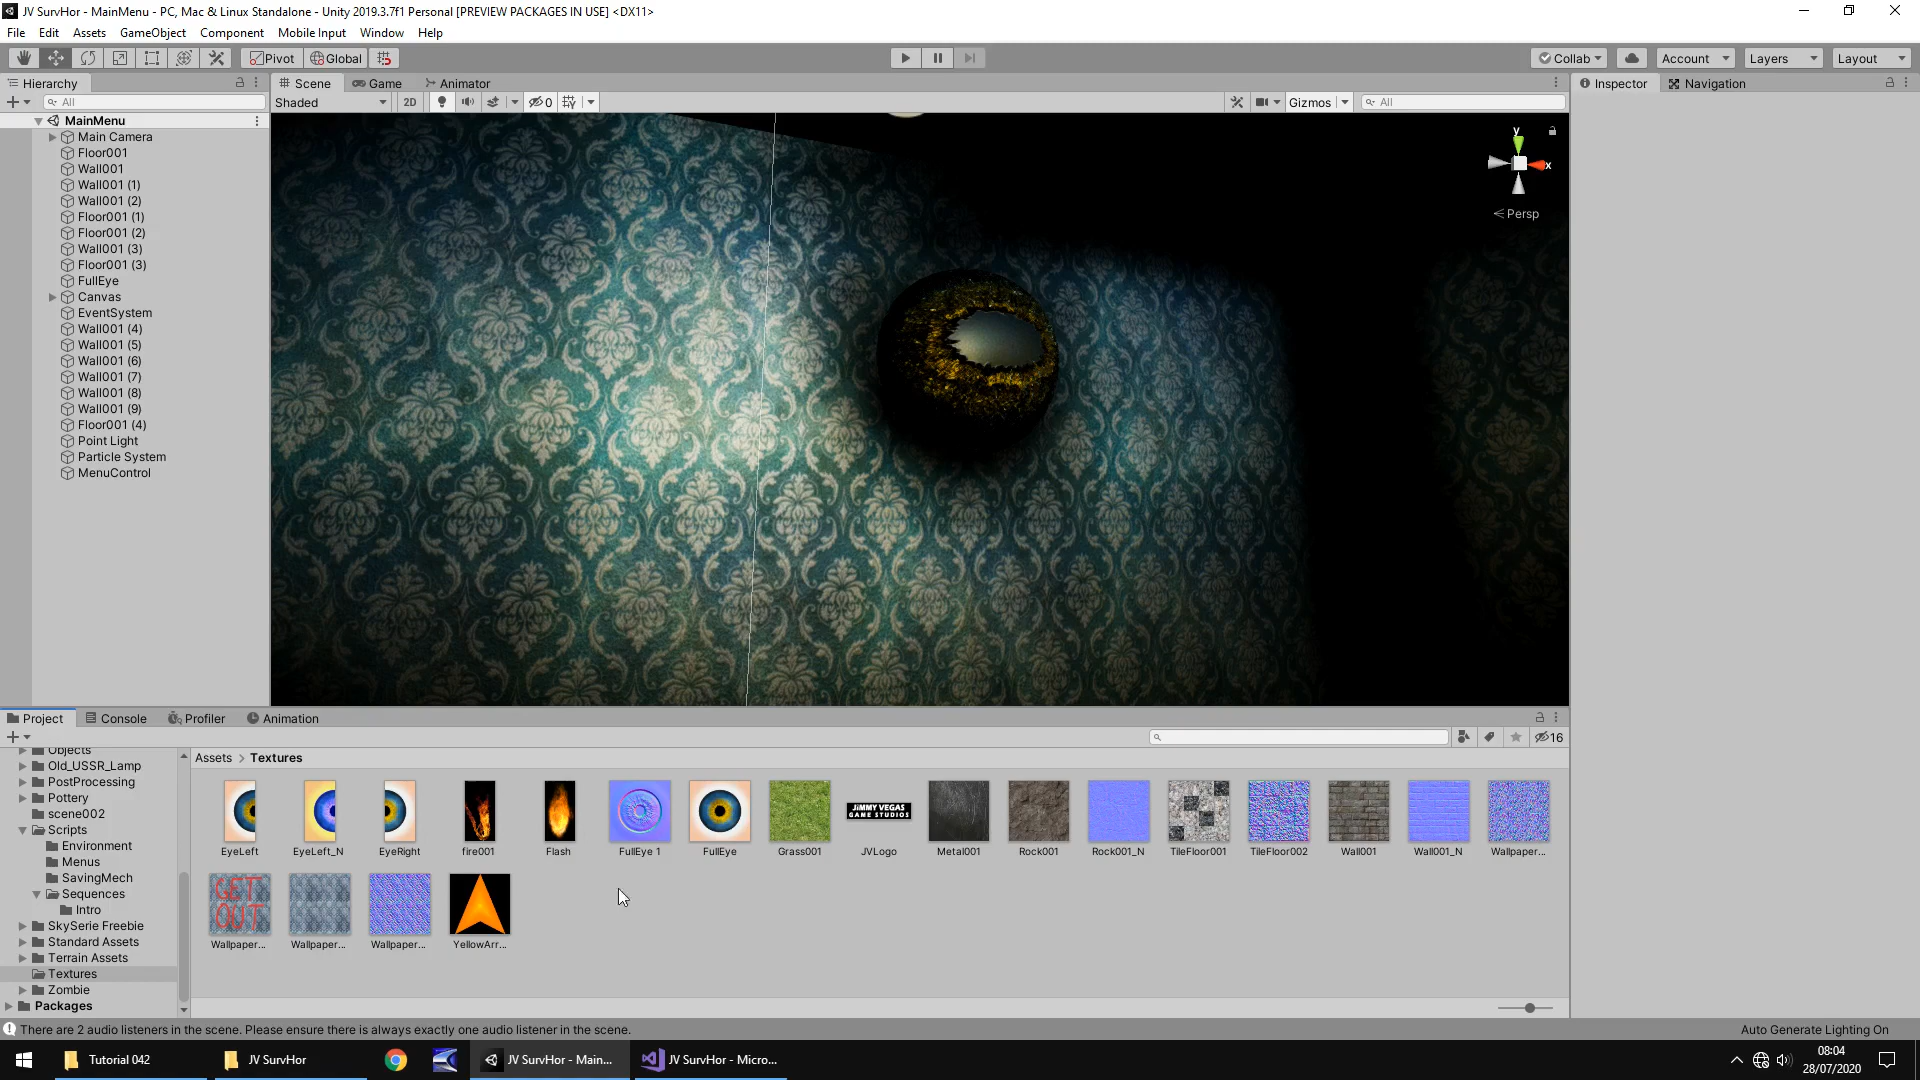 JV SurvHor - MainMenu - PC, Mac & Linux Standalone - Unity 2019.3.7f1 Personal [PREVIEW PACKAGES IN USE] <DX11>
File Edit Assets GameObject Component Mobile Input Window Help
Pivot Global Collab Account Layers Layout
Hierarchy
All
MainMenu
Main Camera
Floor001
Wall001
Wall001 (1)
Wall001 (2)
Floor001 (1)
Floor001 (2)
Wall001 (3)
Floor001 (3)
FullEye
Canvas
EventSystem
Wall001 (4)
Wall001 (5)
Wall001 (6)
Wall001 (7)
Wall001 (8)
Wall001 (9)
Floor001 (4)
Point Light
Particle System
MenuControl
Scene Game Animator
Shaded 2D 0 Gizmos All
y
x
Persp
Inspector Navigation
Project Console Profiler Animation
16
Objects
Old_USSR_Lamp
PostProcessing
Pottery
scene002
Scripts
Environment
Menus
SavingMech
Sequences
Intro
SkySerie Freebie
Standard Assets
Terrain Assets
Textures
Zombie
Packages
Assets > Textures
JIMMY VEGAS
GAME STUDIOS
EyeLeft EyeLeft_N EyeRight fire001 Flash FullEye 1 FullEye Grass001 JVLogo Metal001 Rock001 Rock001_N TileFloor001 TileFloor002 Wall001 Wall001_N Wallpaper...
GET
OUT
Wallpaper... Wallpaper... Wallpaper... YellowArr...
There are 2 audio listeners in the scene. Please ensure there is always exactly one audio listener in the scene.
Auto Generate Lighting On
Tutorial 042 JV SurvHor JV SurvHor - Main... JV SurvHor - Micro...
08:04
28/07/2020